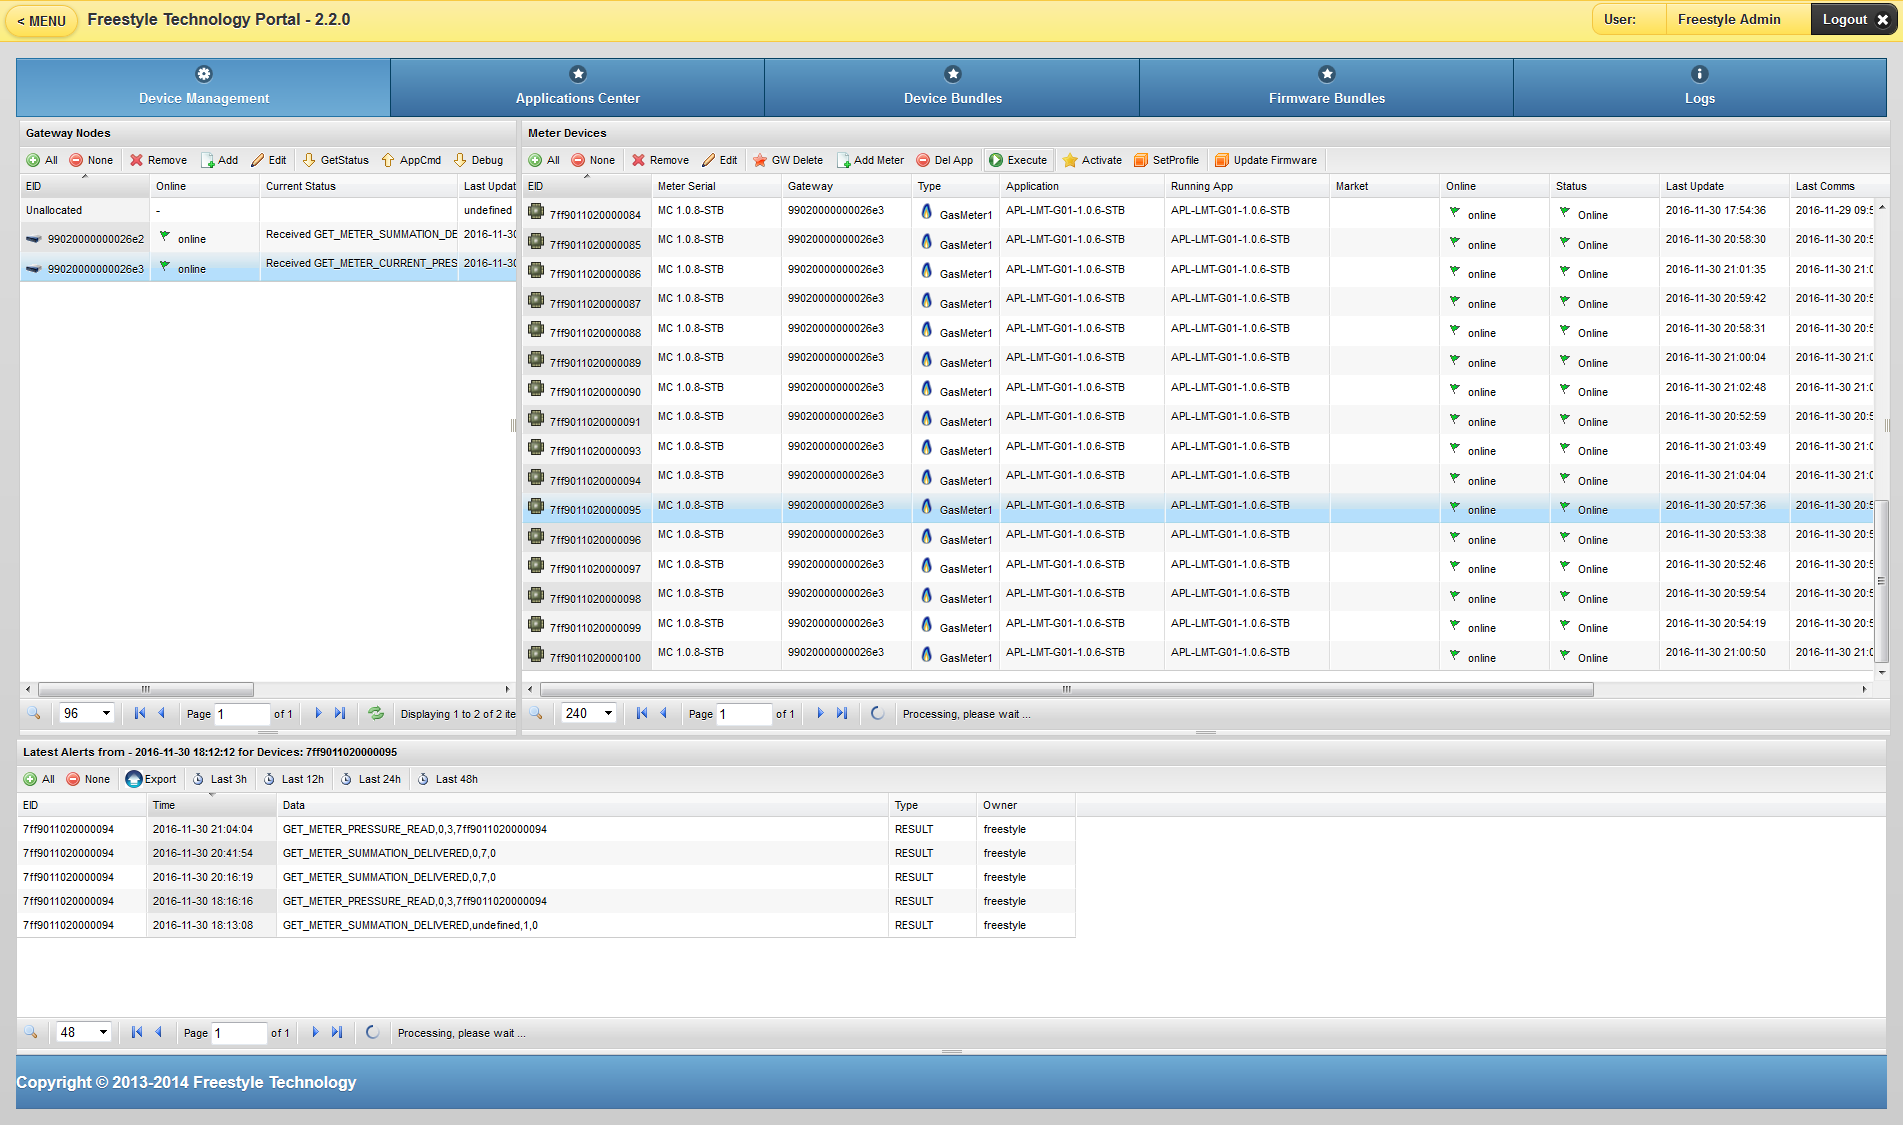 < MENU Freestyle Technology Portal - 2.2.0 User: Freestyle Admin Logout
Device Management Applications Center Device Bundles Firmware Bundles Logs
Gateway Nodes
All None Remove Add Edit GetStatus AppCmd Debug
EID Online Current Status Last Updat
Unallocated - undefined
99020000000026e2 online Received GET_METER_SUMMATION_DE 2016-11-30
99020000000026e3 online Received GET_METER_CURRENT_PRES 2016-11-30
96 Page 1 of 1 Displaying 1 to 2 of 2 ite
Meter Devices
All None Remove Edit GW Delete Add Meter Del App Execute Activate SetProfile Update Firmware
EID Meter Serial Gateway Type Application Running App Market Online Status Last Update Last Comms
7ff9011020000084 MC 1.0.8-STB 99020000000026e3 GasMeter1 APL-LMT-G01-1.0.6-STB APL-LMT-G01-1.0.6-STB online Online 2016-11-30 17:54:36 2016-11-29 09:5
7ff9011020000085 MC 1.0.8-STB 99020000000026e3 GasMeter1 APL-LMT-G01-1.0.6-STB APL-LMT-G01-1.0.6-STB online Online 2016-11-30 20:58:30 2016-11-30 20:5
7ff9011020000086 MC 1.0.8-STB 99020000000026e3 GasMeter1 APL-LMT-G01-1.0.6-STB APL-LMT-G01-1.0.6-STB online Online 2016-11-30 21:01:35 2016-11-30 21:0
7ff9011020000087 MC 1.0.8-STB 99020000000026e3 GasMeter1 APL-LMT-G01-1.0.6-STB APL-LMT-G01-1.0.6-STB online Online 2016-11-30 20:59:42 2016-11-30 20:5
7ff9011020000088 MC 1.0.8-STB 99020000000026e3 GasMeter1 APL-LMT-G01-1.0.6-STB APL-LMT-G01-1.0.6-STB online Online 2016-11-30 20:58:31 2016-11-30 20:5
7ff9011020000089 MC 1.0.8-STB 99020000000026e3 GasMeter1 APL-LMT-G01-1.0.6-STB APL-LMT-G01-1.0.6-STB online Online 2016-11-30 21:00:04 2016-11-30 21:0
7ff9011020000090 MC 1.0.8-STB 99020000000026e3 GasMeter1 APL-LMT-G01-1.0.6-STB APL-LMT-G01-1.0.6-STB online Online 2016-11-30 21:02:48 2016-11-30 21:0
7ff9011020000091 MC 1.0.8-STB 99020000000026e3 GasMeter1 APL-LMT-G01-1.0.6-STB APL-LMT-G01-1.0.6-STB online Online 2016-11-30 20:52:59 2016-11-30 20:5
7ff9011020000093 MC 1.0.8-STB 99020000000026e3 GasMeter1 APL-LMT-G01-1.0.6-STB APL-LMT-G01-1.0.6-STB online Online 2016-11-30 21:03:49 2016-11-30 21:0
7ff9011020000094 MC 1.0.8-STB 99020000000026e3 GasMeter1 APL-LMT-G01-1.0.6-STB APL-LMT-G01-1.0.6-STB online Online 2016-11-30 21:04:04 2016-11-30 21:0
7ff9011020000095 MC 1.0.8-STB 99020000000026e3 GasMeter1 APL-LMT-G01-1.0.6-STB APL-LMT-G01-1.0.6-STB online Online 2016-11-30 20:57:36 2016-11-30 20:5
7ff9011020000096 MC 1.0.8-STB 99020000000026e3 GasMeter1 APL-LMT-G01-1.0.6-STB APL-LMT-G01-1.0.6-STB online Online 2016-11-30 20:53:38 2016-11-30 20:5
7ff9011020000097 MC 1.0.8-STB 99020000000026e3 GasMeter1 APL-LMT-G01-1.0.6-STB APL-LMT-G01-1.0.6-STB online Online 2016-11-30 20:52:46 2016-11-30 20:5
7ff9011020000098 MC 1.0.8-STB 99020000000026e3 GasMeter1 APL-LMT-G01-1.0.6-STB APL-LMT-G01-1.0.6-STB online Online 2016-11-30 20:59:54 2016-11-30 20:5
7ff9011020000099 MC 1.0.8-STB 99020000000026e3 GasMeter1 APL-LMT-G01-1.0.6-STB APL-LMT-G01-1.0.6-STB online Online 2016-11-30 20:54:19 2016-11-30 20:5
7ff9011020000100 MC 1.0.8-STB 99020000000026e3 GasMeter1 APL-LMT-G01-1.0.6-STB APL-LMT-G01-1.0.6-STB online Online 2016-11-30 21:00:50 2016-11-30 21:0
240 Page 1 of 1 Processing, please wait ...
Latest Alerts from - 2016-11-30 18:12:12 for Devices: 7ff9011020000095
All None Export Last 3h Last 12h Last 24h Last 48h
EID Time Data Type Owner
7ff9011020000094 2016-11-30 21:04:04 GET_METER_PRESSURE_READ,0,3,7ff9011020000094 RESULT freestyle
7ff9011020000094 2016-11-30 20:41:54 GET_METER_SUMMATION_DELIVERED,0,7,0 RESULT freestyle
7ff9011020000094 2016-11-30 20:16:19 GET_METER_SUMMATION_DELIVERED,0,7,0 RESULT freestyle
7ff9011020000094 2016-11-30 18:16:16 GET_METER_PRESSURE_READ,0,3,7ff9011020000094 RESULT freestyle
7ff9011020000094 2016-11-30 18:13:08 GET_METER_SUMMATION_DELIVERED,undefined,1,0 RESULT freestyle
48 Page 1 of 1 Processing, please wait ...
Copyright © 2013-2014 Freestyle Technology